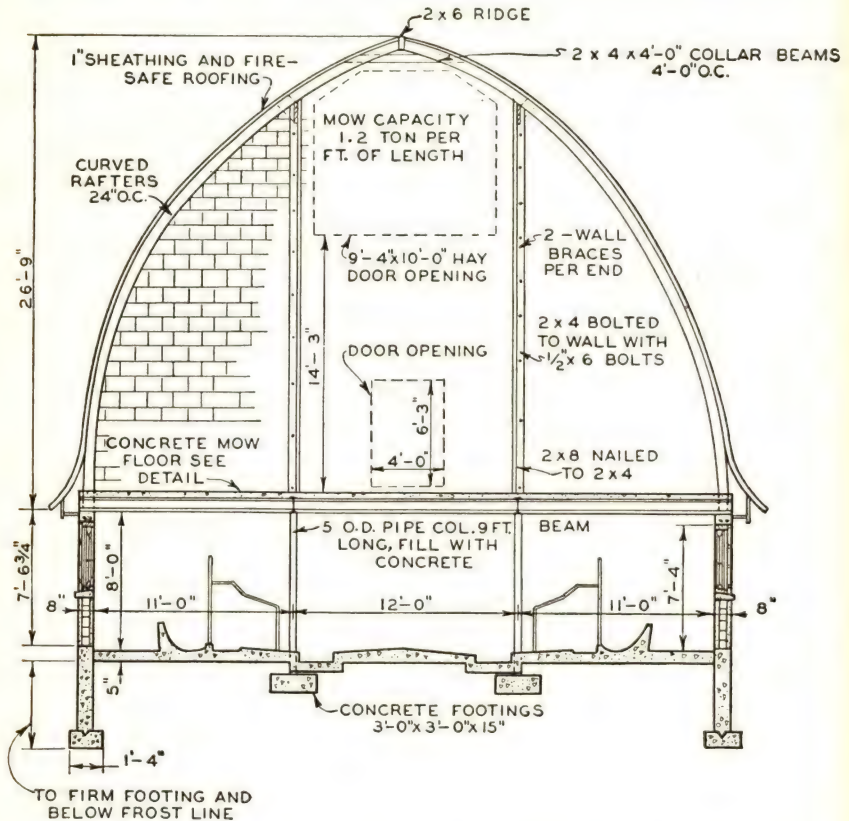 2 x 6 RIDGE
1" SHEATHING AND FIRE-
SAFE ROOFING
2 x 4 x 4'-0" COLLAR BEAMS
4'-0" O.C.
MOW CAPACITY
1.2 TON PER
FT. OF LENGTH
CURVED
RAFTERS
24" O.C.
26'-9"
9'-4" x 10'-0" HAY
DOOR OPENING
2-WALL
BRACES
PER END
14'-3"
DOOR OPENING
2 x 4 BOLTED
TO WALL WITH
1/2" x 6 BOLTS
6'-3"
4'-0"
CONCRETE MOW
FLOOR SEE
DETAIL
2 x 8 NAILED
TO 2 x 4
5 O.D. PIPE COL. 9 FT.
LONG, FILL WITH
CONCRETE
BEAM
7'-6 3/4"
8'-0"
7'-4"
8"
11'-0"
12'-0"
11'-0"
8"
5"
CONCRETE FOOTINGS
3'-0" x 3'-0" x 15"
1'-4"
TO FIRM FOOTING AND
BELOW FROST LINE